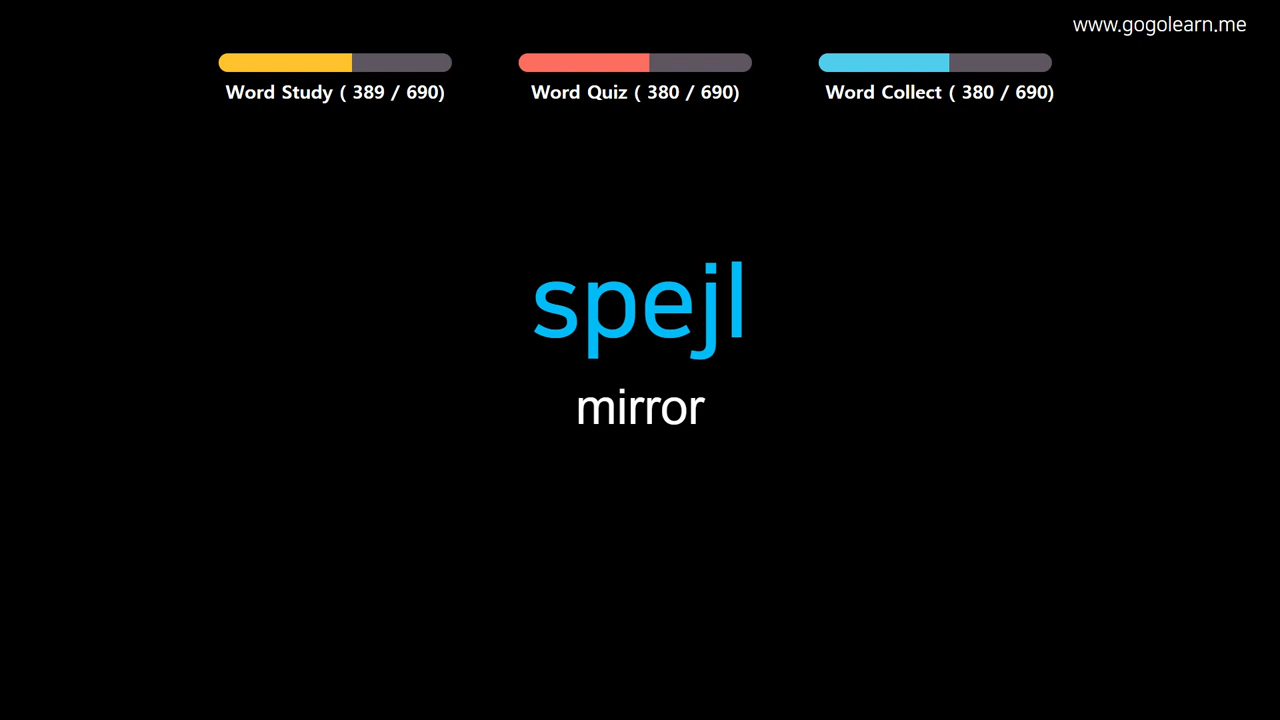 www.gogolearn.me
Word Study ( 389 / 690)
Word Quiz ( 380 / 690)
Word Collect ( 380 / 690)
spejl
mirror